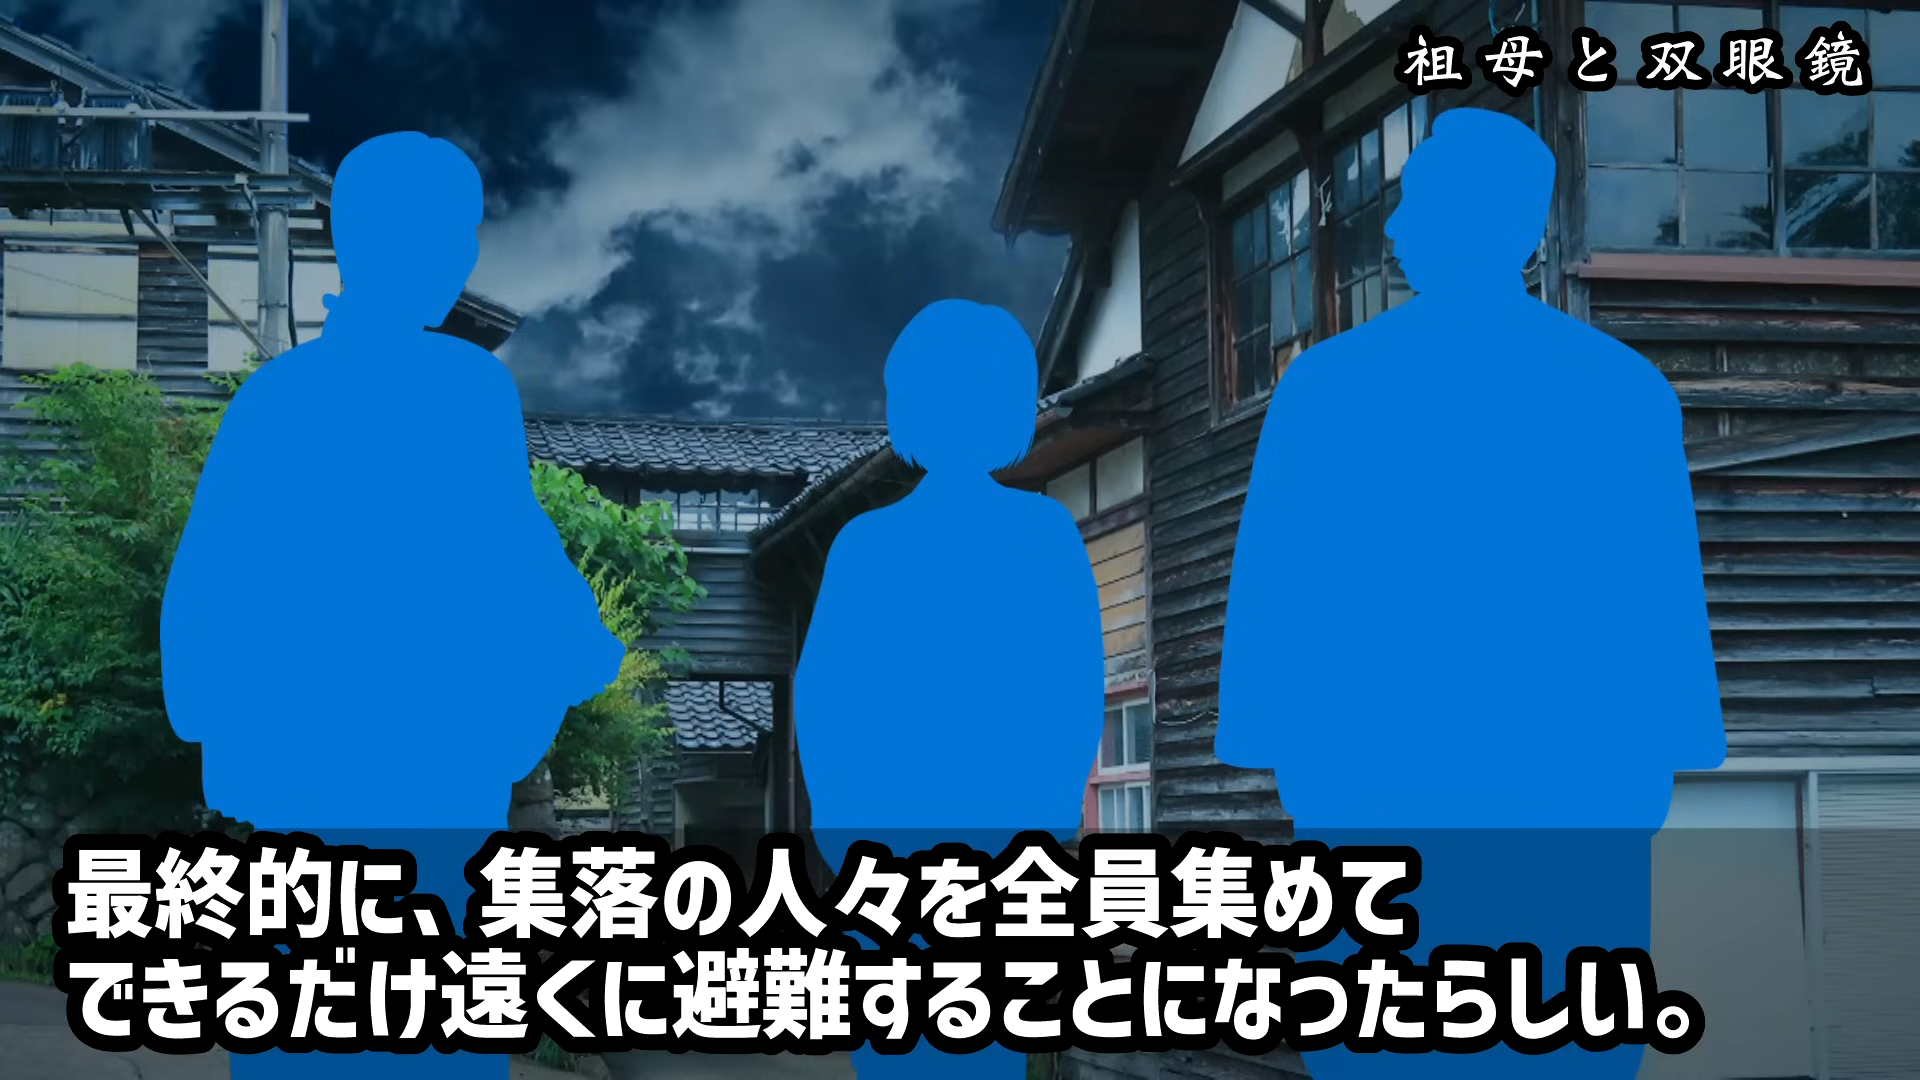 祖母と双眼鏡
最終的に、集落の人々を全員集めて
できるだけ遠くに避難することになったらしい。